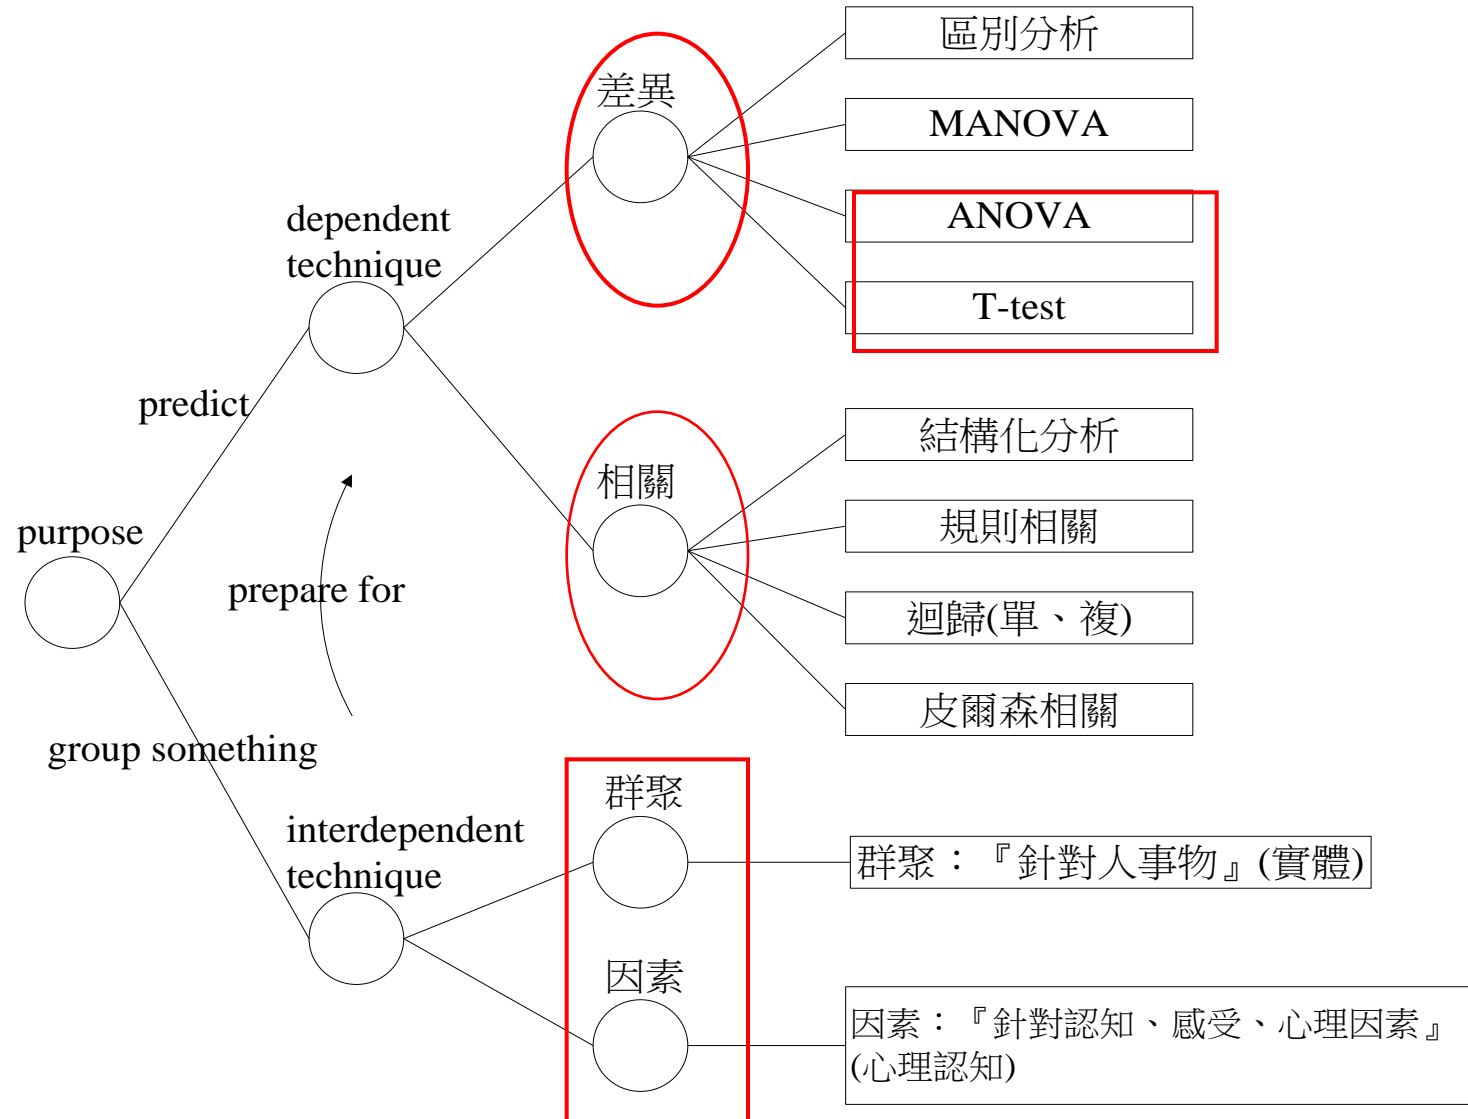 區別分析
差異
MANOVA
ANOVA
dependent
technique
T-test
predict
結構化分析
相關
規則相關
purpose
prepare for
迴歸(單、複)
皮爾森相關
group something
群聚
interdependent
technique
群聚：『針對人事物』(實體)
因素
因素：『針對認知、感受、心理因素』
(心理認知)